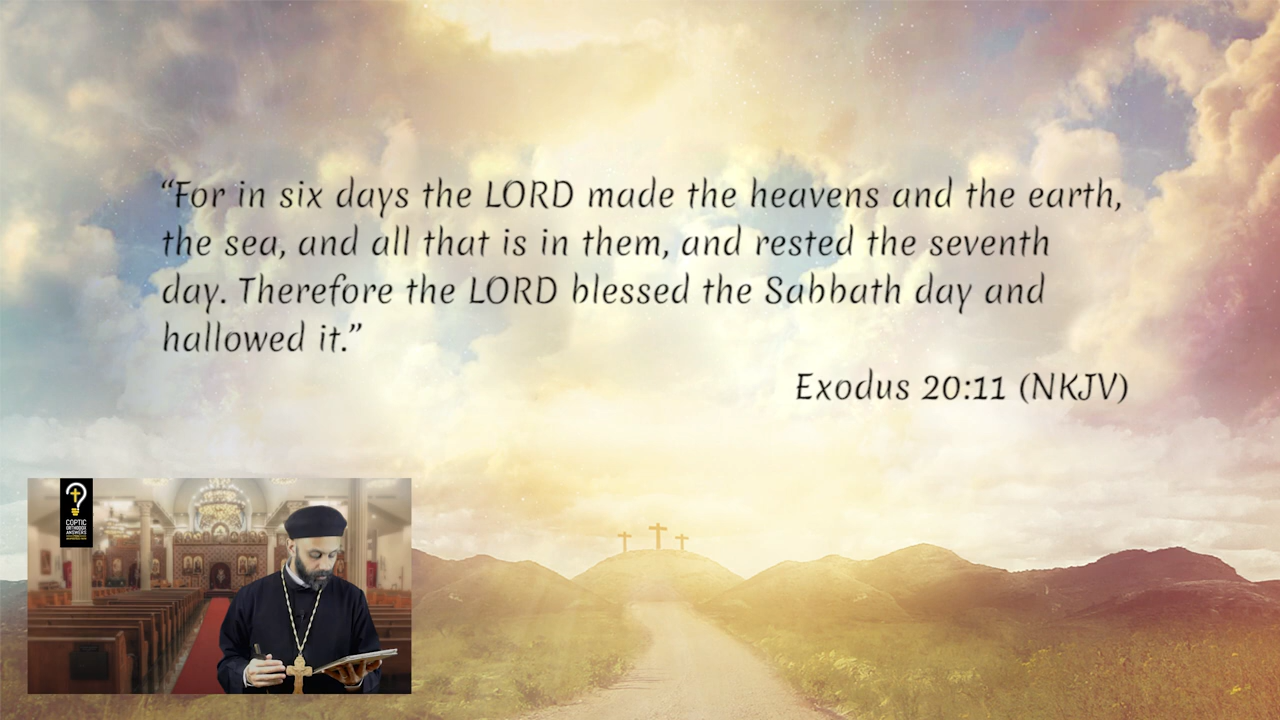 “For in six days the LORD made the heavens and the earth,
the sea, and all that is in them, and rested the seventh
day. Therefore the LORD blessed the Sabbath day and
hallowed it.”
Exodus 20:11 (NKJV)
COPTIC
ORTHODOX
ANSWERS